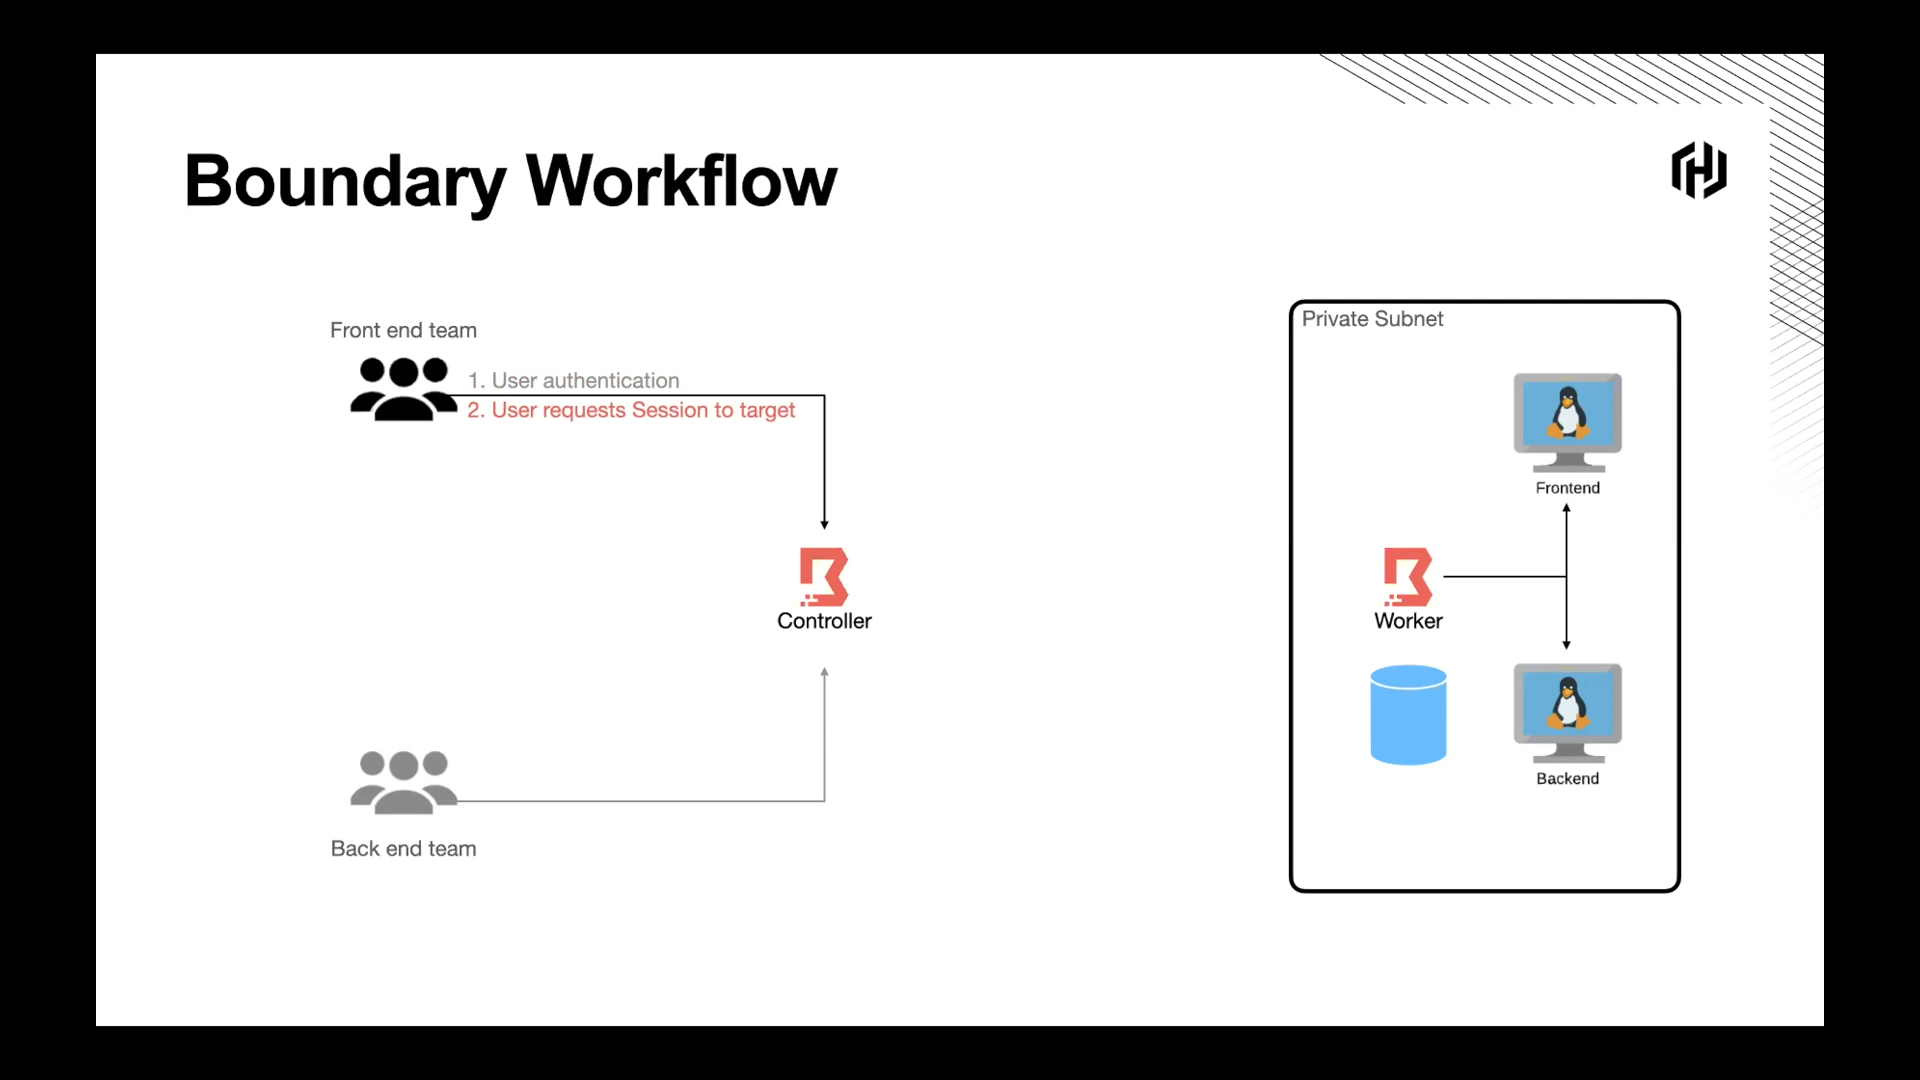 Boundary Workflow
Front end team
1. User authentication
2. User requests Session to target
Controller
Back end team
Private Subnet
Frontend
Worker
Backend